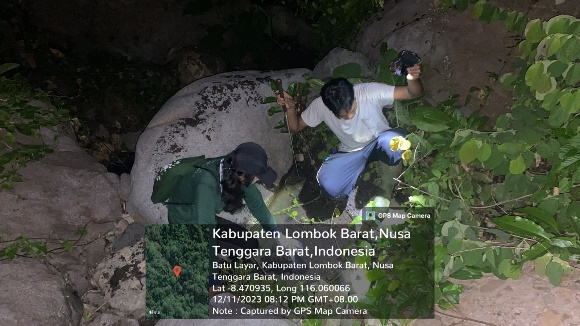 GPS Map Camera
Kabupaten Lombok Barat,Nusa
Tenggara Barat,Indonesia
Batu Layar, Kabupaten Lombok Barat, Nusa
Tenggara Barat, Indonesia
Lat -8.470935, Long 116.060066
12/11/2023 08:12 PM GMT+08:00
Note : Captured by GPS Map Camera